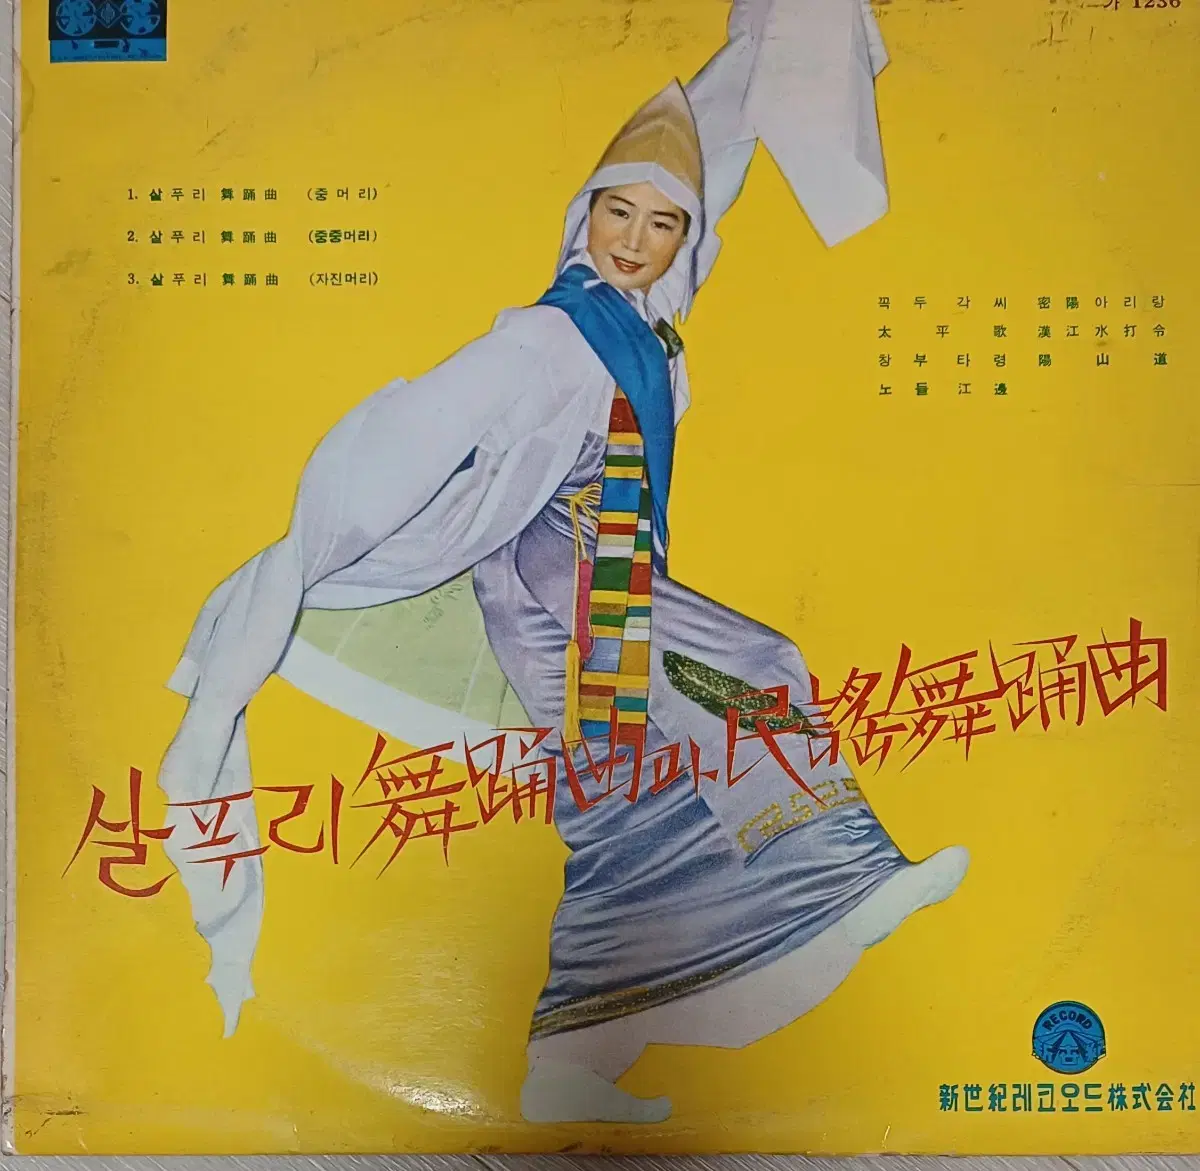 가 1236
1. 살푸리 舞踊曲 (중머리)
2. 살푸리 舞踊曲 (중중머리)
3. 살푸리 舞踊曲 (자진머리)
꼭두각씨 密陽아리랑
太平歌 漢江水打令
창부타령 陽山道
노들江邊
살푸리舞踊曲과民謠舞踊曲
RECORD
新世紀레코오드株式会社